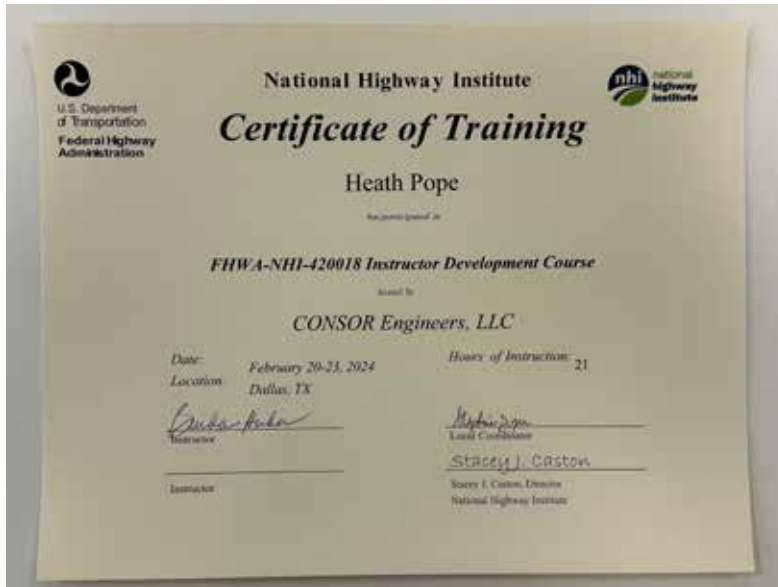 U.S. Department
of Transportation
Federal Highway
Administration
National Highway Institute
nhi national
highway
institute
Certificate of Training
Heath Pope
has participated in
FHWA-NHI-420018 Instructor Development Course
hosted by
CONSOR Engineers, LLC
Date: February 20-23, 2024
Hours of Instruction: 21
Location: Dallas, TX
Instructor
Local Coordinator
Stacey J. Caston
Instructor
Stacey J. Caston, Director
National Highway Institute